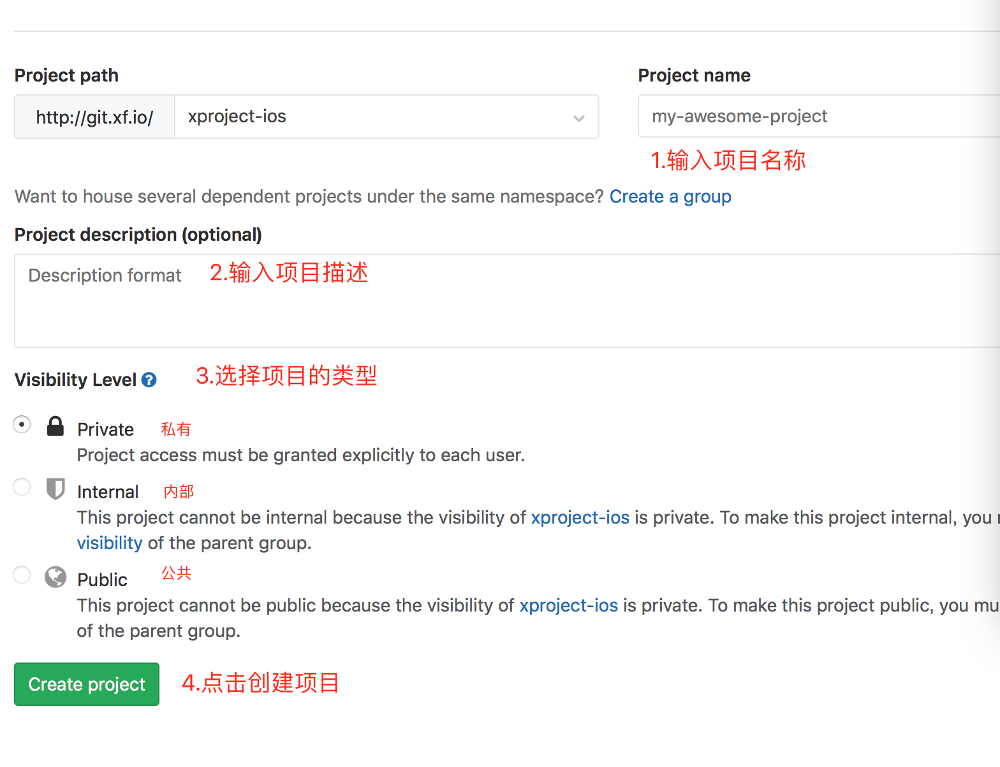 Project path
Project name
http://git.xf.io/
xproject-ios
my-awesome-project
1.输入项目名称
Want to house several dependent projects under the same namespace? Create a group
Project description (optional)
Description format
2.输入项目描述
Visibility Level
3.选择项目的类型
Private 私有
Project access must be granted explicitly to each user.
Internal 内部
This project cannot be internal because the visibility of xproject-ios is private. To make this project internal, you
visibility of the parent group.
Public 公共
This project cannot be public because the visibility of xproject-ios is private. To make this project public, you mu
of the parent group.
Create project
4.点击创建项目